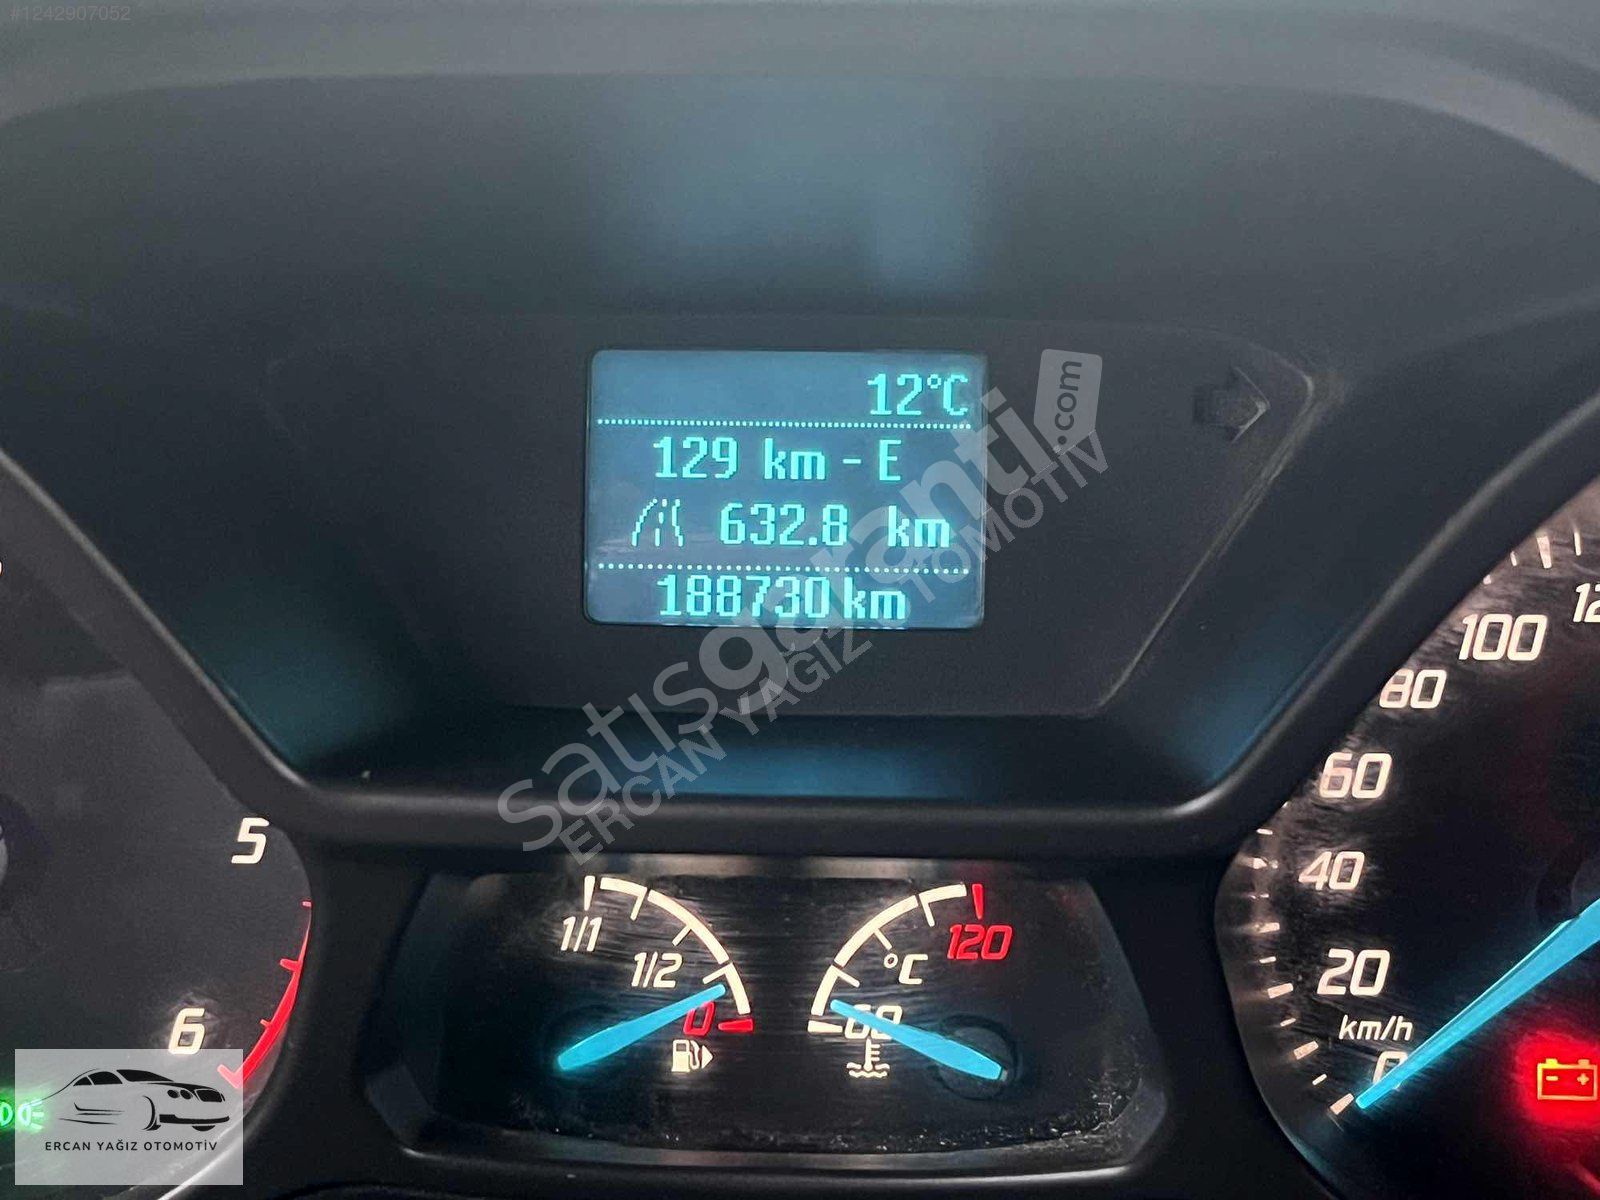 #1242907052
12°C
129 km - E
632.8 km
188730 km
satışgaranti.com
ERCAN YAĞIZ OTOMOTİV
5
6
1/1
1/2
0
°C
120
60
100
80
60
40
20
km/h
0
ERCAN YAĞIZ OTOMOTİV